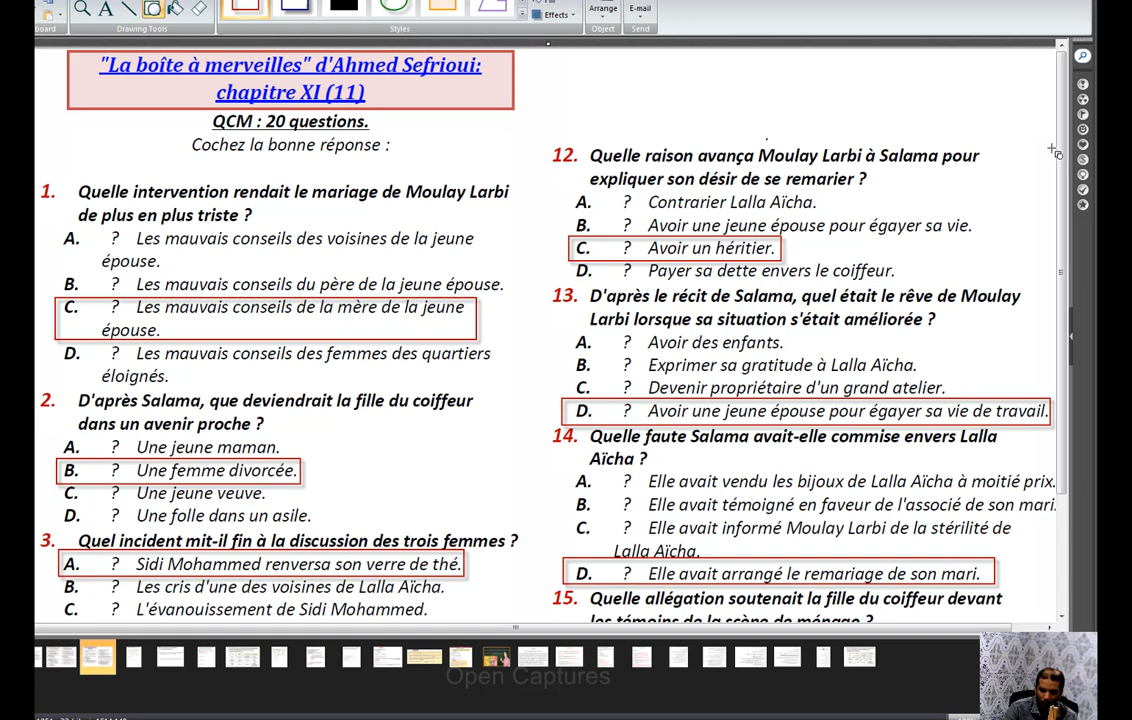 board
Drawing Tools
Styles
Effects
Arrange
Object
E-mail
Send
"La boîte à merveilles" d'Ahmed Sefrioui:
chapitre XI (11)
QCM : 20 questions.
Cochez la bonne réponse :
1. Quelle intervention rendait le mariage de Moulay Larbi
de plus en plus triste ?
A. ? Les mauvais conseils des voisines de la jeune
épouse.
B. ? Les mauvais conseils du père de la jeune épouse.
C. ? Les mauvais conseils de la mère de la jeune
épouse.
D. ? Les mauvais conseils des femmes des quartiers
éloignés.
2. D'après Salama, que deviendrait la fille du coiffeur
dans un avenir proche ?
A. ? Une jeune maman.
B. ? Une femme divorcée.
C. ? Une jeune veuve.
D. ? Une folle dans un asile.
3. Quel incident mit-il fin à la discussion des trois femmes ?
A. ? Sidi Mohammed renversa son verre de thé.
B. ? Les cris d'une des voisines de Lalla Aïcha.
C. ? L'évanouissement de Sidi Mohammed.
12. Quelle raison avança Moulay Larbi à Salama pour
expliquer son désir de se remarier ?
A. ? Contrarier Lalla Aïcha.
B. ? Avoir une jeune épouse pour égayer sa vie.
C. ? Avoir un héritier.
D. ? Payer sa dette envers le coiffeur.
13. D'après le récit de Salama, quel était le rêve de Moulay
Larbi lorsque sa situation s'était améliorée ?
A. ? Avoir des enfants.
B. ? Exprimer sa gratitude à Lalla Aïcha.
C. ? Devenir propriétaire d'un grand atelier.
D. ? Avoir une jeune épouse pour égayer sa vie de travail.
14. Quelle faute Salama avait-elle commise envers Lalla
Aïcha ?
A. ? Elle avait vendu les bijoux de Lalla Aïcha à moitié prix.
B. ? Elle avait témoigné en faveur de l'associé de son mari.
C. ? Elle avait informé Moulay Larbi de la stérilité de
Lalla Aïcha.
D. ? Elle avait arrangé le remariage de son mari.
15. Quelle allégation soutenait la fille du coiffeur devant
les témoins de la scène de ménage ?
Open Captures